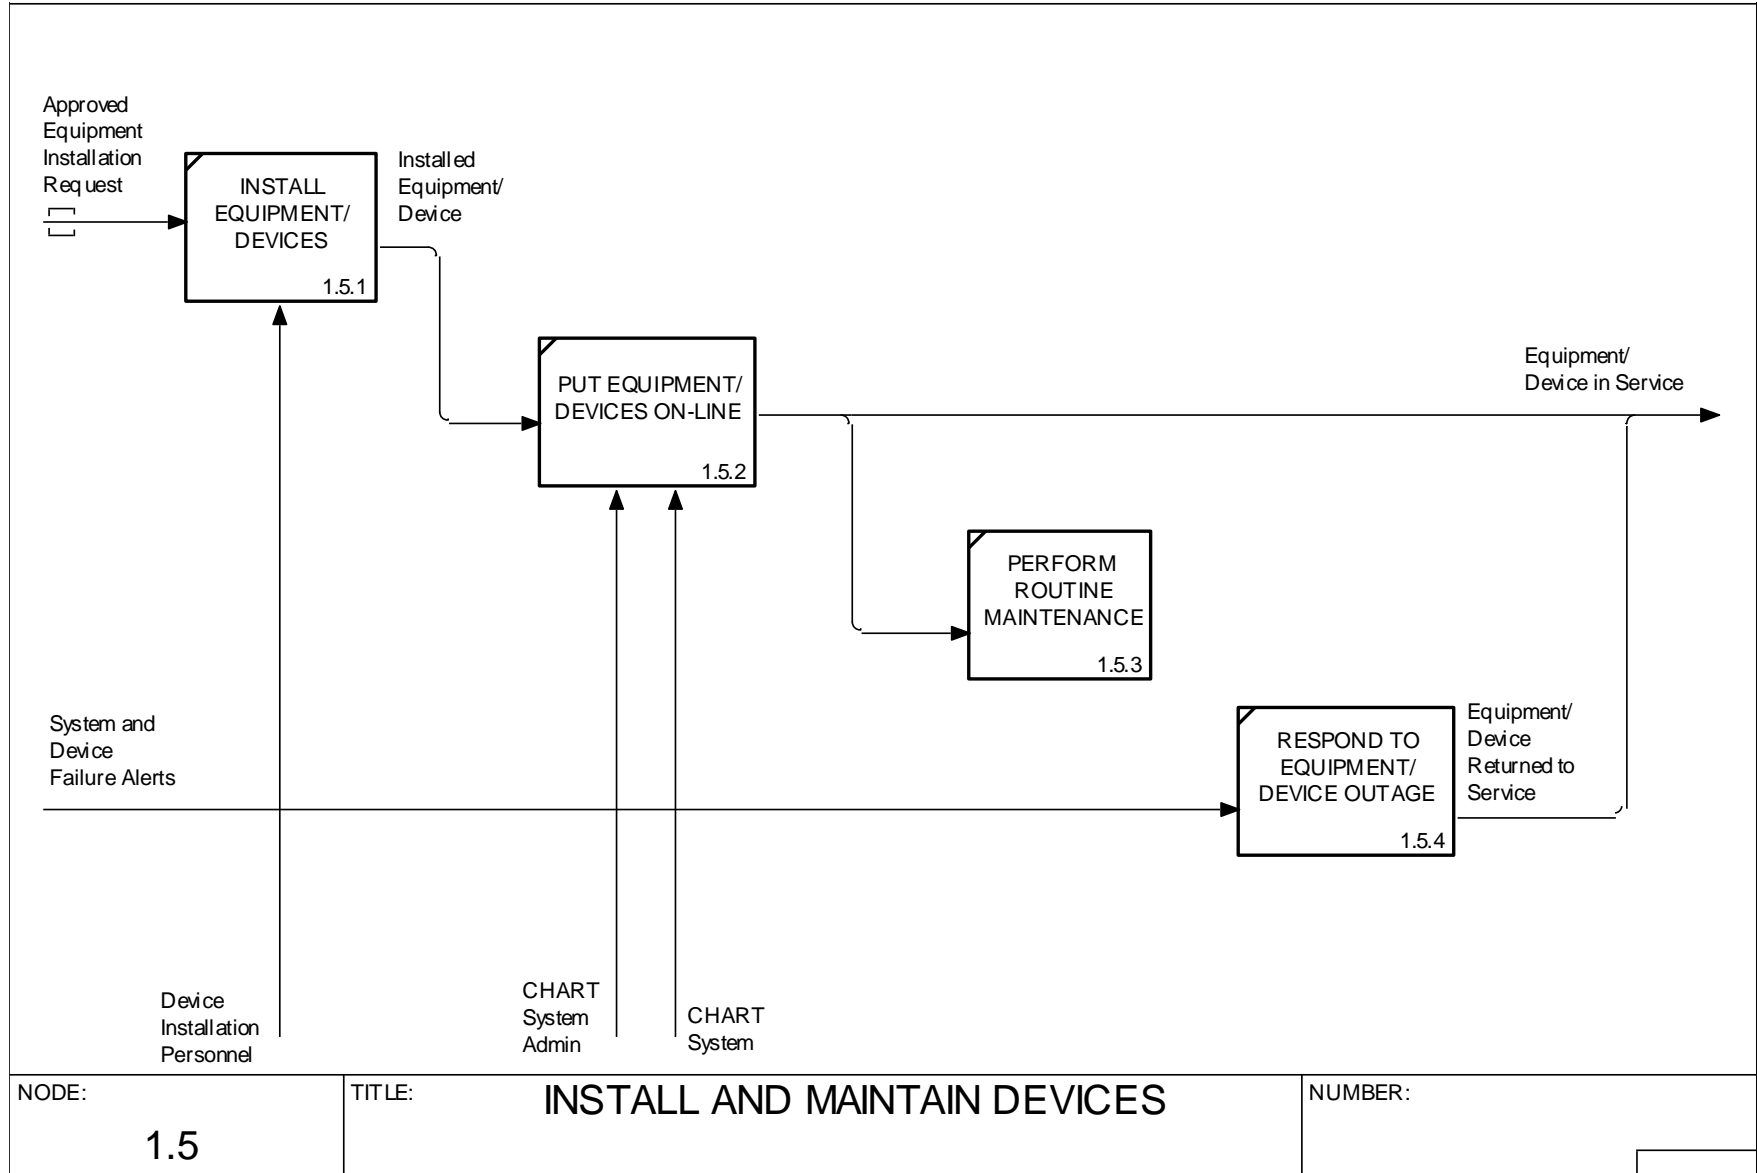 Approved
Equipment
Installation
Request
INSTALL
EQUIPMENT/
DEVICES
1.5.1
Installed
Equipment/
Device
PUT EQUIPMENT/
DEVICES ON-LINE
1.5.2
Equipment/
Device in Service
PERFORM
ROUTINE
MAINTENANCE
1.5.3
System and
Device
Failure Alerts
RESPOND TO
EQUIPMENT/
DEVICE OUTAGE
1.5.4
Equipment/
Device
Returned to
Service
Device
Installation
Personnel
CHART
System
Admin
CHART
System
NODE:
1.5
TITLE:
INSTALL AND MAINTAIN DEVICES
NUMBER: